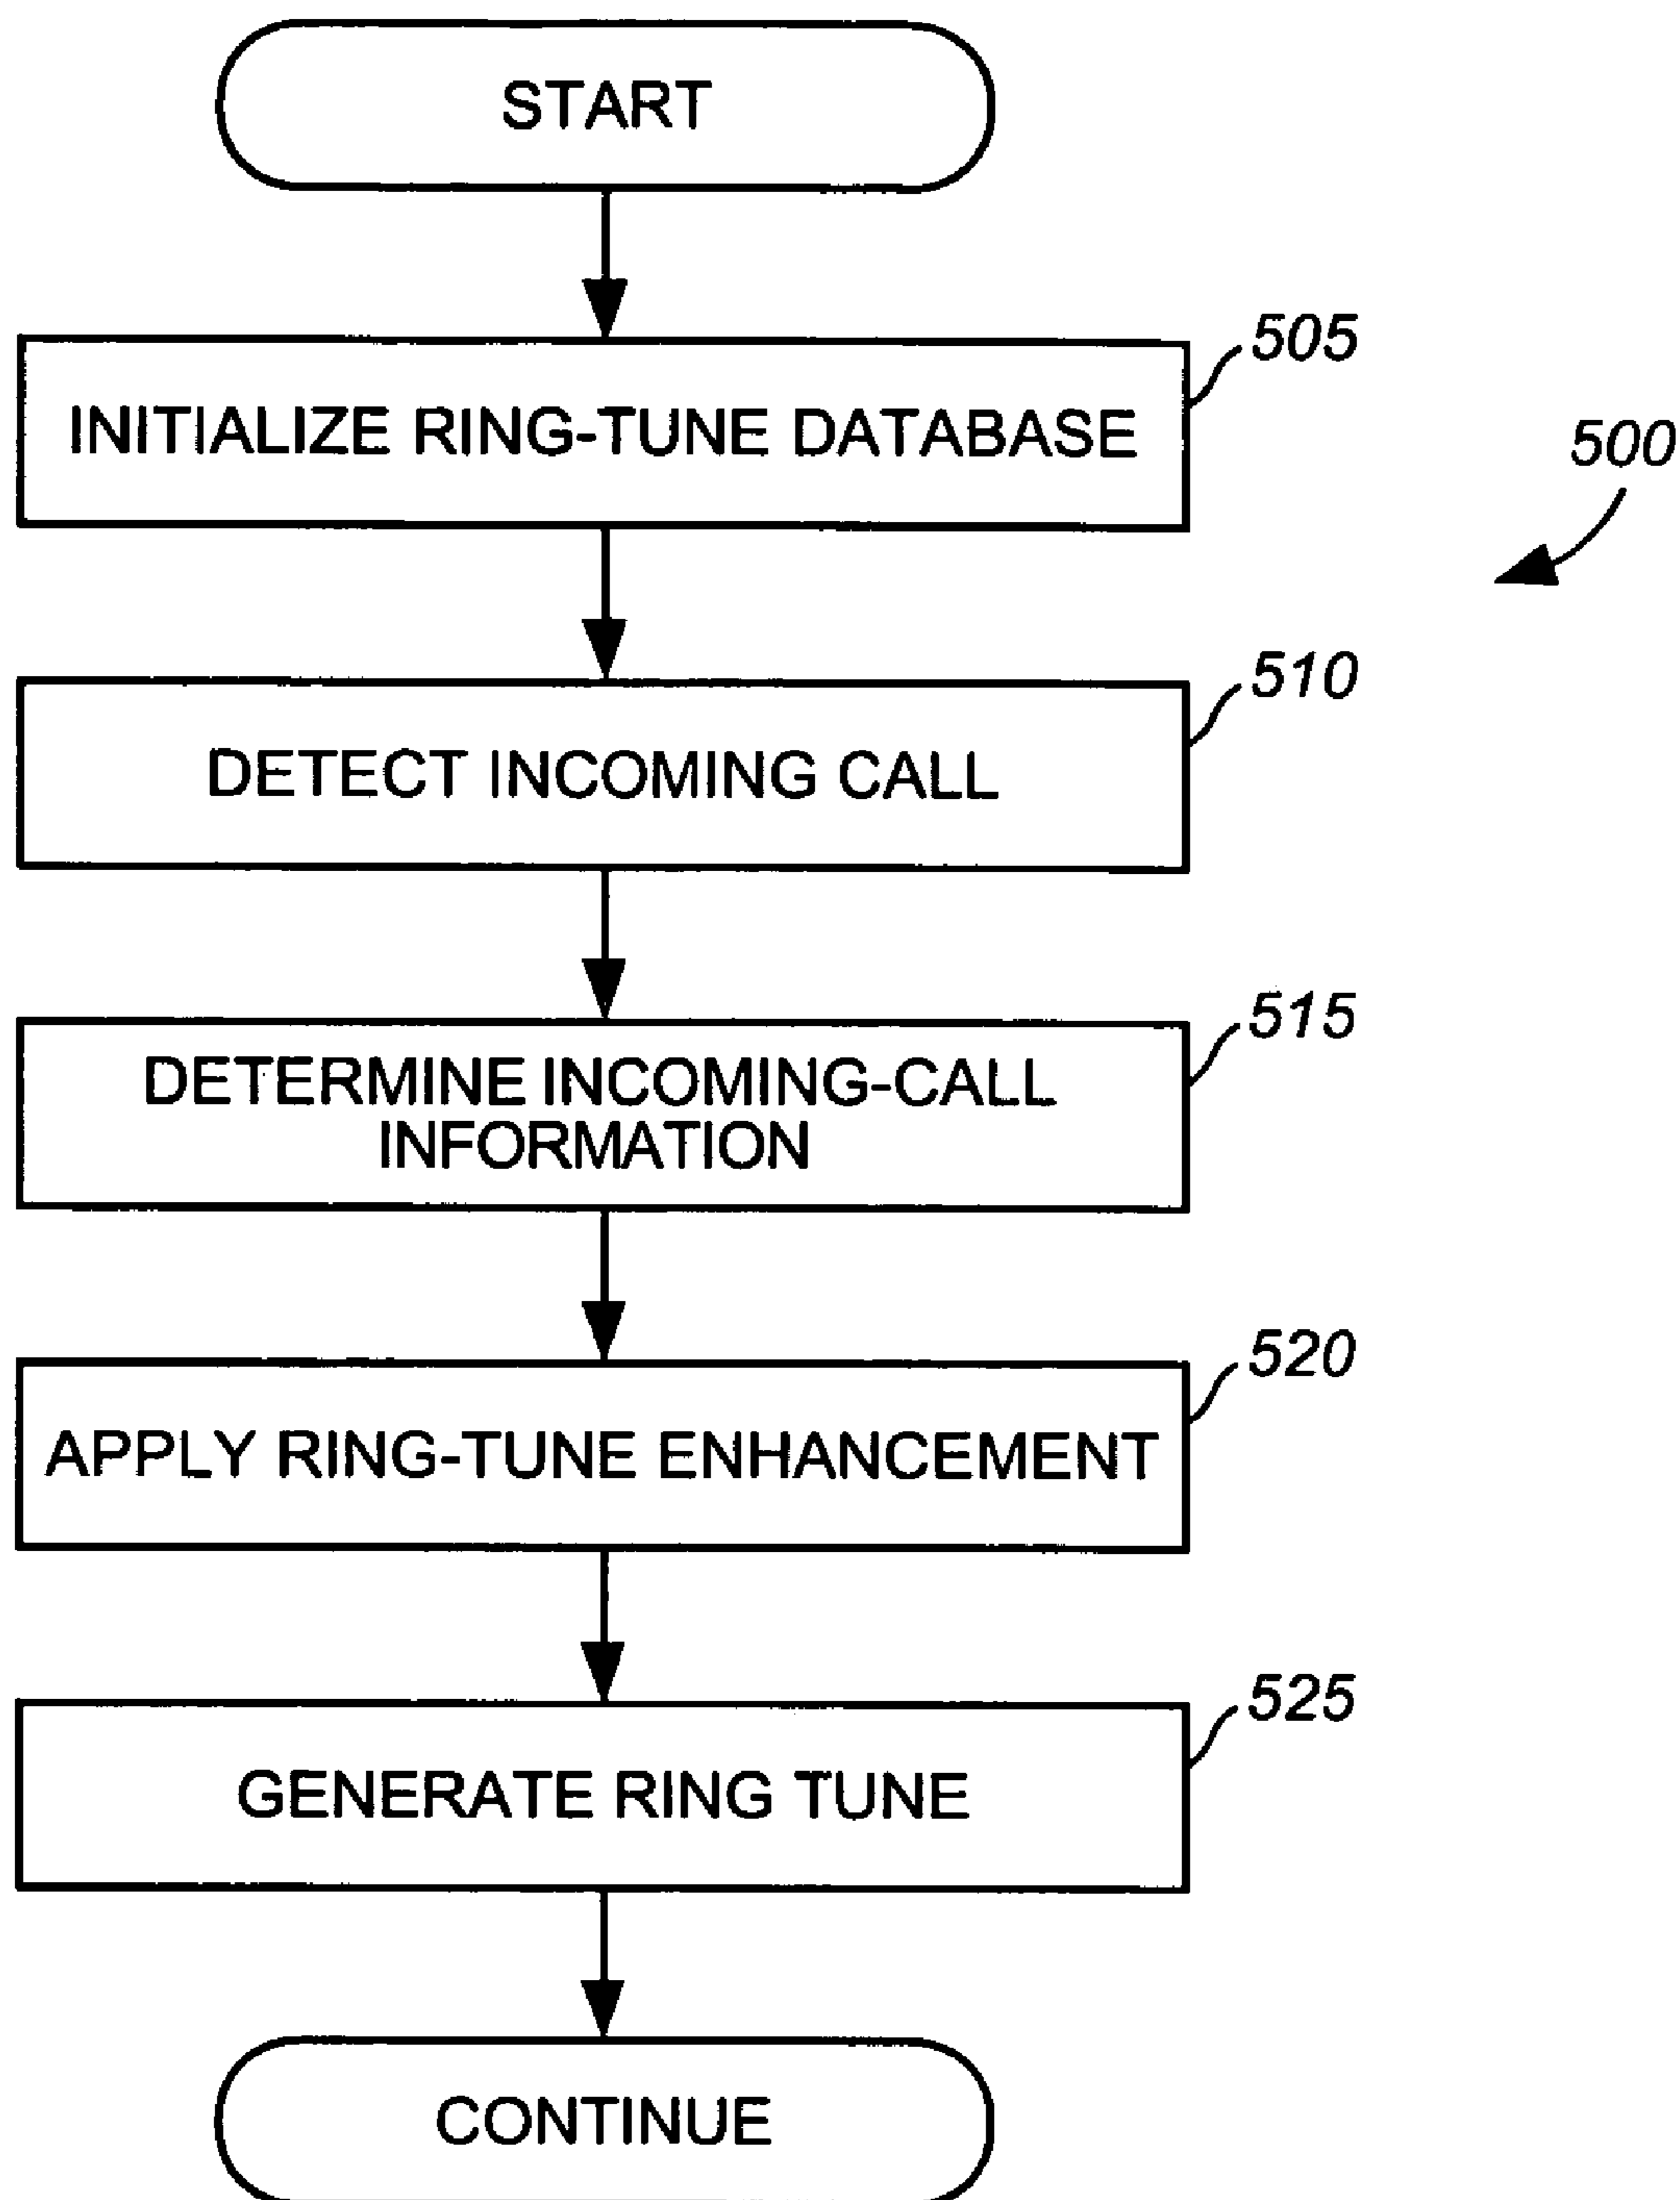 START
505
INITIALIZE RING-TUNE DATABASE
500
510
DETECT INCOMING CALL
515
DETERMINE INCOMING-CALL
INFORMATION
520
APPLY RING-TUNE ENHANCEMENT
525
GENERATE RING TUNE
CONTINUE